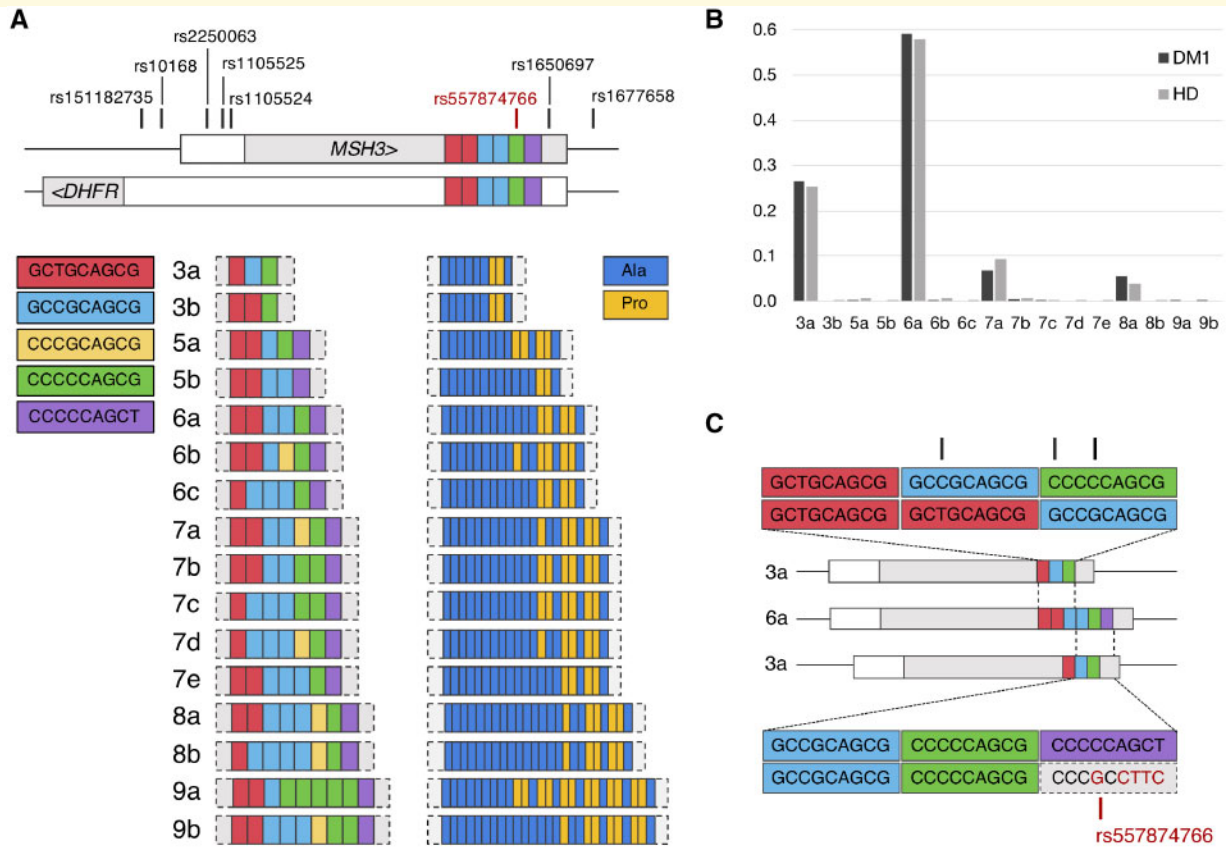 A
rs2250063
rs10168
rs1105525
rs1650697
rs151182735
rs1105524
rs557874766
rs1677658
MSH3>
<DHFR
GCTGCAGCG
GCCGCAGCG
CCCGCAGCG
CCCCCAGCG
CCCCCAGCT
3a
3b
5a
5b
6a
6b
6c
7a
7b
7c
7d
7e
8a
8b
9a
9b
Ala
Pro
B
0.6
0.5
0.4
0.3
0.2
0.1
0.0
DM1
HD
3a 3b 5a 5b 6a 6b 6c 7a 7b 7c 7d 7e 8a 8b 9a 9b
C
GCTGCAGCG GCCGCAGCG CCCCCAGCG
GCTGCAGCG GCTGCAGCG GCCGCAGCG
3a
6a
3a
GCCGCAGCG CCCCCAGCG CCCCCAGCT
GCCGCAGCG CCCCCAGCG CCCGCCTTC
rs557874766